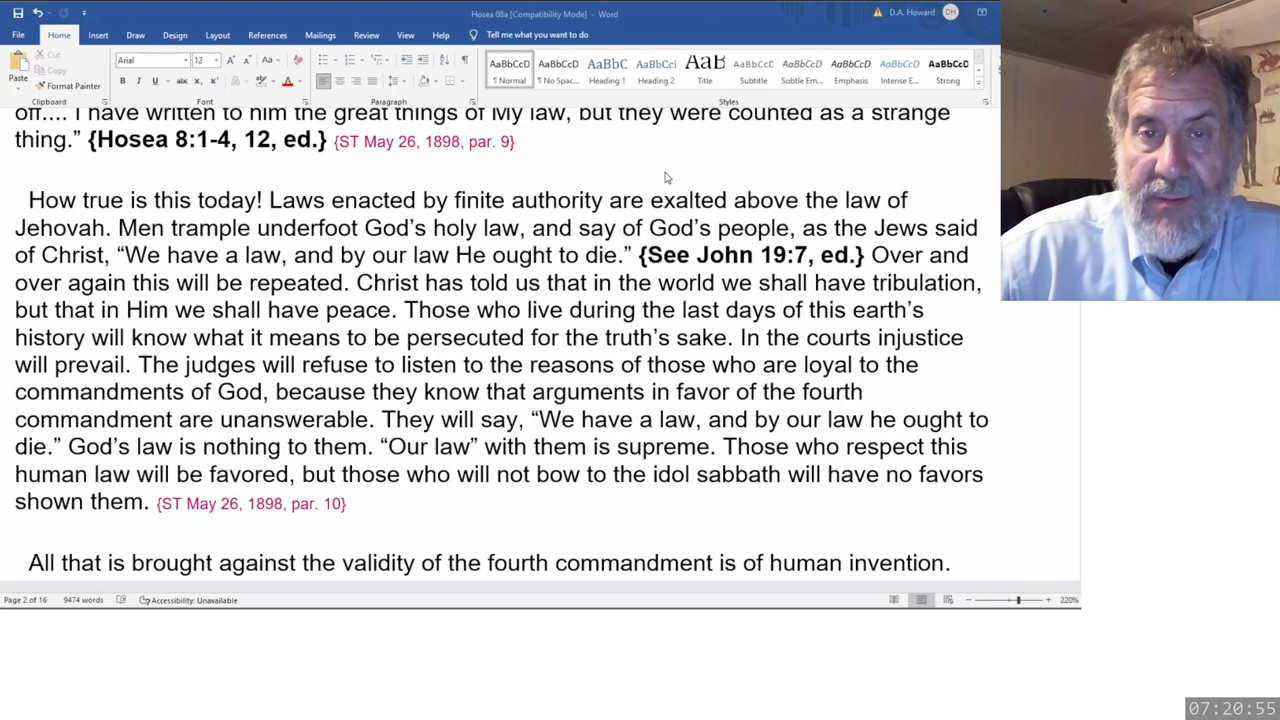 Hosea 08a [Compatibility Mode] - Word
D.A. Howard
DH
File Home Insert Draw Design Layout References Mailings Review View Help Tell me what you want to do
Paste
Cut
Copy
Format Painter
Clipboard
Arial 12
Font
Paragraph
AaBbCcD AaBbCcD AaBbC AaBbCcD AaB AaBbCcD AaBbCcD AaBbCcD AaBbCcD AaBbCcD
¶ Normal ¶ No Spac... Heading 1 Heading 2 Title Subtitle Subtle Em... Emphasis Intense E... Strong
Styles
off.... I have written to him the great things of My law, but they were counted as a strange
thing.” {Hosea 8:1-4, 12, ed.} {ST May 26, 1898, par. 9}
How true is this today! Laws enacted by finite authority are exalted above the law of
Jehovah. Men trample underfoot God’s holy law, and say of God’s people, as the Jews said
of Christ, “We have a law, and by our law He ought to die.” {See John 19:7, ed.} Over and
over again this will be repeated. Christ has told us that in the world we shall have tribulation,
but that in Him we shall have peace. Those who live during the last days of this earth’s
history will know what it means to be persecuted for the truth’s sake. In the courts injustice
will prevail. The judges will refuse to listen to the reasons of those who are loyal to the
commandments of God, because they know that arguments in favor of the fourth
commandment are unanswerable. They will say, “We have a law, and by our law he ought to
die.” God’s law is nothing to them. “Our law” with them is supreme. Those who respect this
human law will be favored, but those who will not bow to the idol sabbath will have no favors
shown them. {ST May 26, 1898, par. 10}
All that is brought against the validity of the fourth commandment is of human invention.
Page 2 of 16 9474 words Accessibility: Unavailable 220%
07:20:55